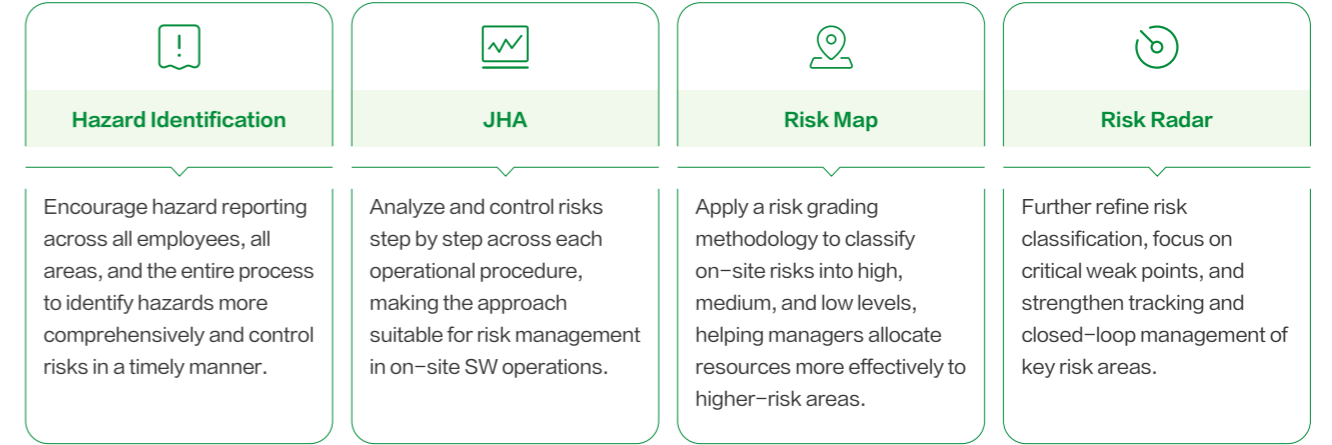 Hazard Identification
Encourage hazard reporting
across all employees, all
areas, and the entire process
to identify hazards more
comprehensively and control
risks in a timely manner.
JHA
Analyze and control risks
step by step across each
operational procedure,
making the approach
suitable for risk management
in on-site SW operations.
Risk Map
Apply a risk grading
methodology to classify
on-site risks into high,
medium, and low levels,
helping managers allocate
resources more effectively to
higher-risk areas.
Risk Radar
Further refine risk
classification, focus on
critical weak points, and
strengthen tracking and
closed-loop management of
key risk areas.